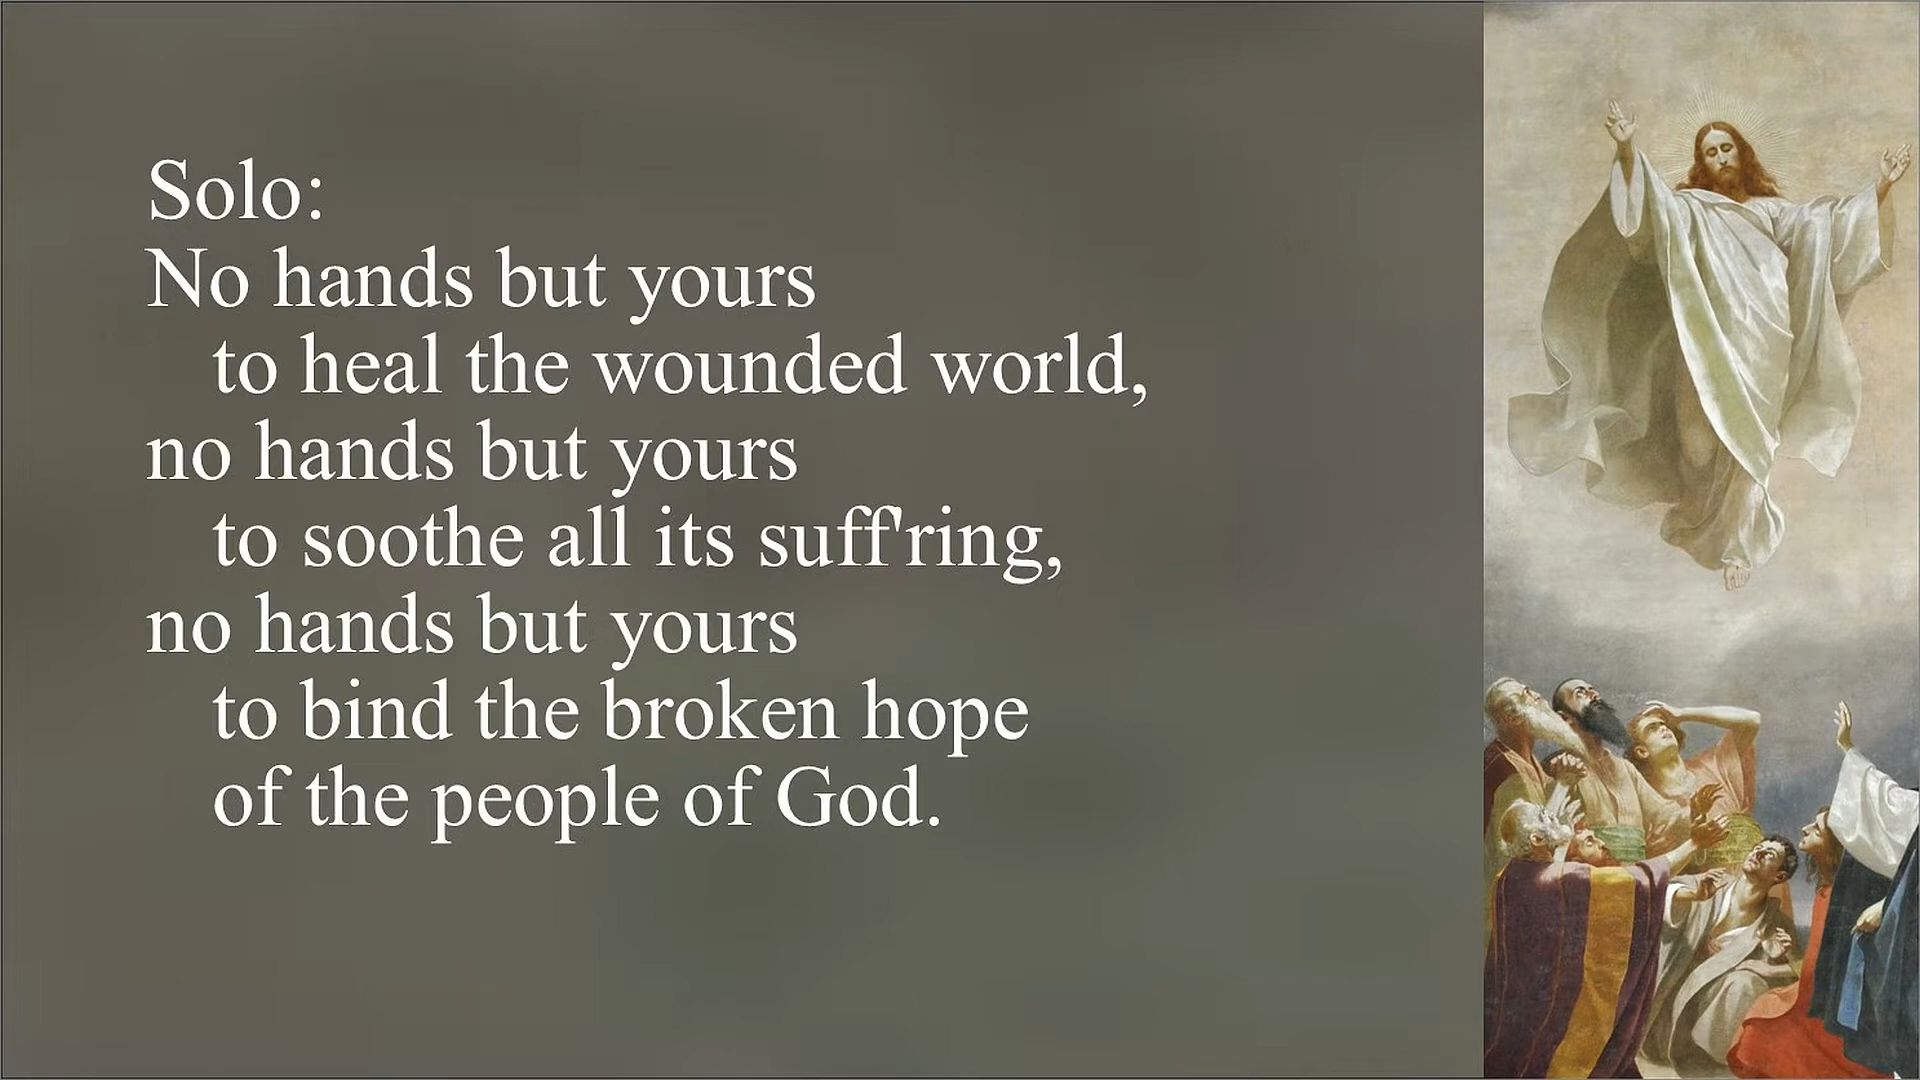 Solo:
No hands but yours
to heal the wounded world,
no hands but yours
to soothe all its suff'ring,
no hands but yours
to bind the broken hope
of the people of God.